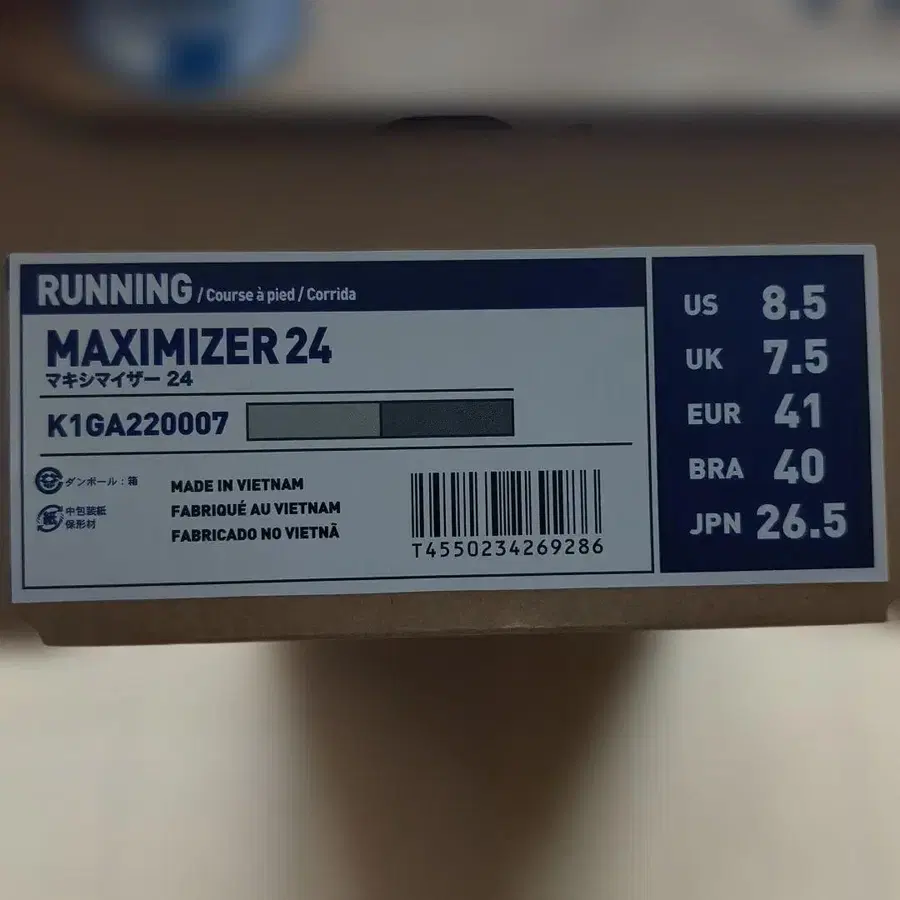 RUNNING / Course à pied / Corrida
MAXIMIZER 24
マキシマイザー 24
K1GA220007
ダンボール：箱
紙
中包装紙
保形材
MADE IN VIETNAM
FABRIQUÉ AU VIETNAM
FABRICADO NO VIETNÃ
T4550234269286
US 8.5
UK 7.5
EUR 41
BRA 40
JPN 26.5